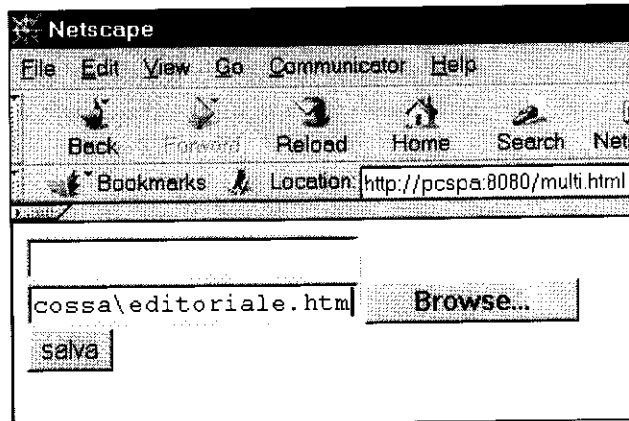 Netscape
File Edit View Go Communicator Help
Back Forward Reload Home Search Net
Bookmarks Location: http://pcspa:8080/multi.html
cossa\editoriale.htm Browse...
salva